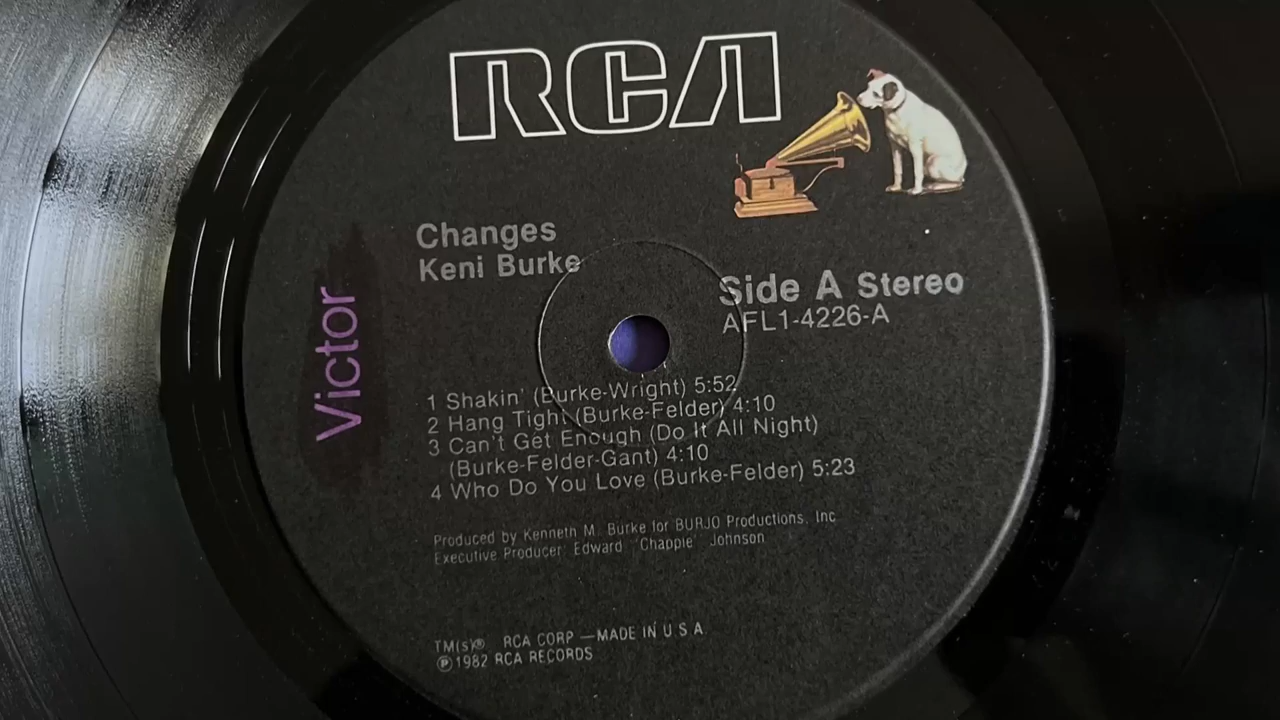 RCA
Changes
Keni Burke
Side A Stereo
AFL1-4226-A
Victor
1 Shakin' (Burke-Wright) 5:52
2 Hang Tight (Burke-Felder) 4:10
3 Can't Get Enough (Do It All Night)
(Burke-Felder-Gant) 4:10
4 Who Do You Love (Burke-Felder) 5:23
Produced by Kenneth M. Burke for BURJO Productions, Inc
Executive Producer: Edward "Chappie" Johnson
TM(s)® RCA CORP —MADE IN U S A
℗1982 RCA RECORDS